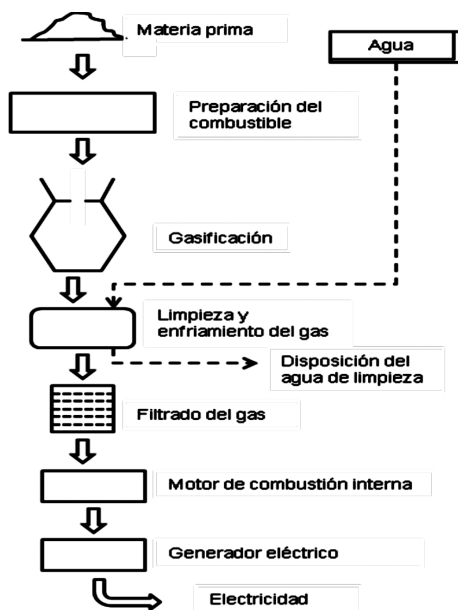 Materia prima
Agua
Preparación del
combustible
Gasificación
Limpieza y
enfriamiento del gas
Disposición del
agua de limpieza
Filtrado del gas
Motor de combustión interna
Generador eléctrico
Electricidad